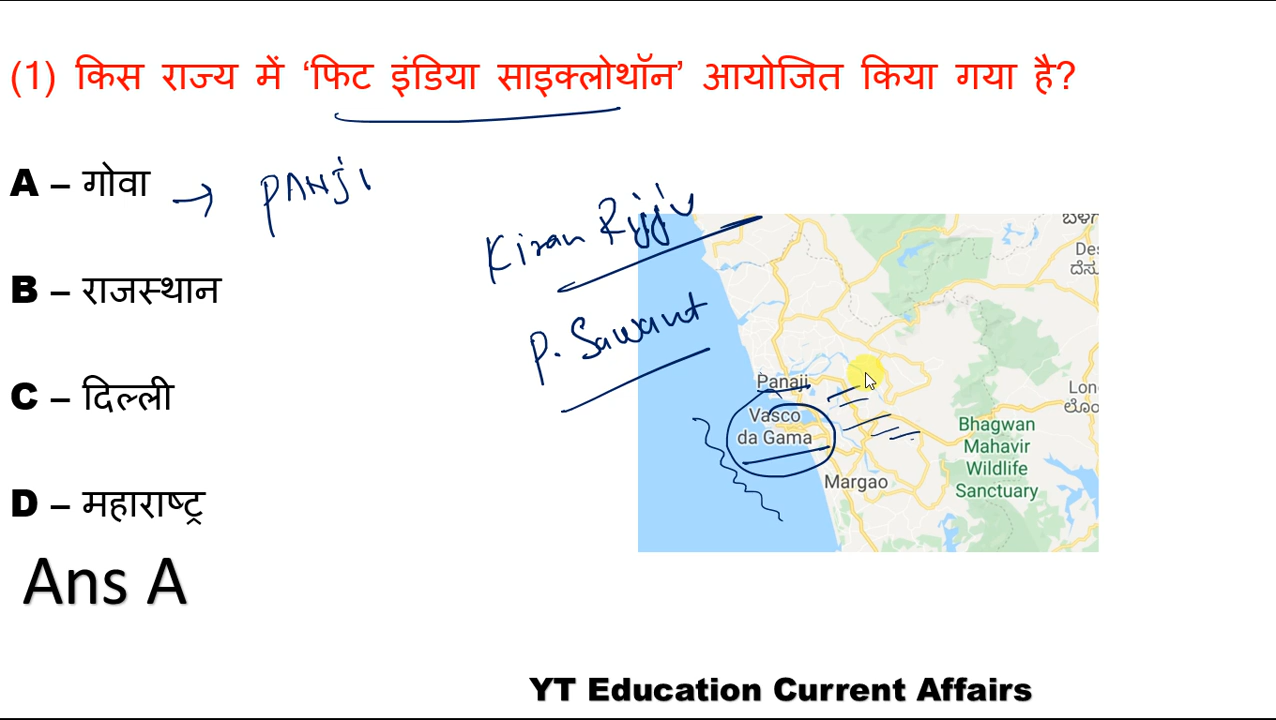 (1) किस राज्य में ‘फिट इंडिया साइक्लोथॉन’ आयोजित किया गया है?
A – गोवा → PANJI
Kiran Rijju
B – राजस्थान
P. Sawant
C – दिल्ली
D – महाराष्ट्र
Ans A
Panaji
Vasco
da Gama
Margao
Bhagwan
Mahavir
Wildlife
Sanctuary
YT Education Current Affairs